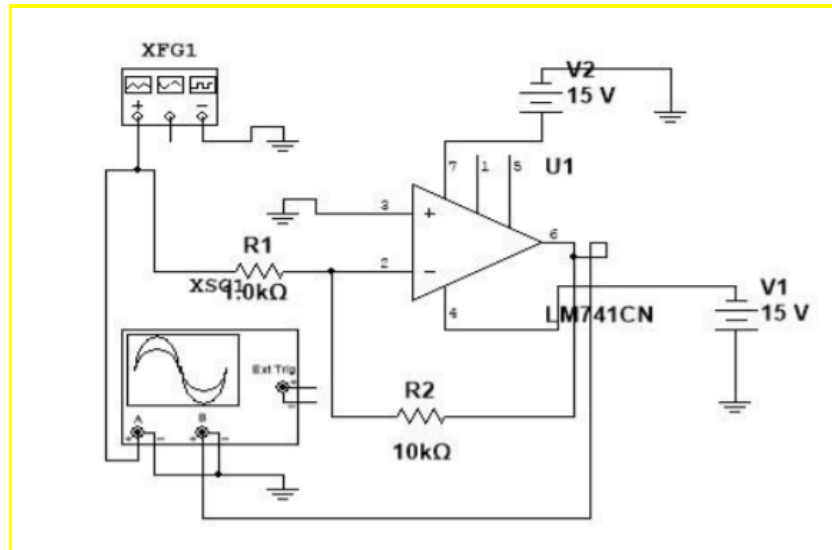 XFG1
V2
15 V
U1
7
1
5
3
+
6
R1
2
−
XSC1
1.0kΩ
4
LM741CN
V1
15 V
Ext Trig
+
−
A
B
+
−
+
−
R2
10kΩ
+
−